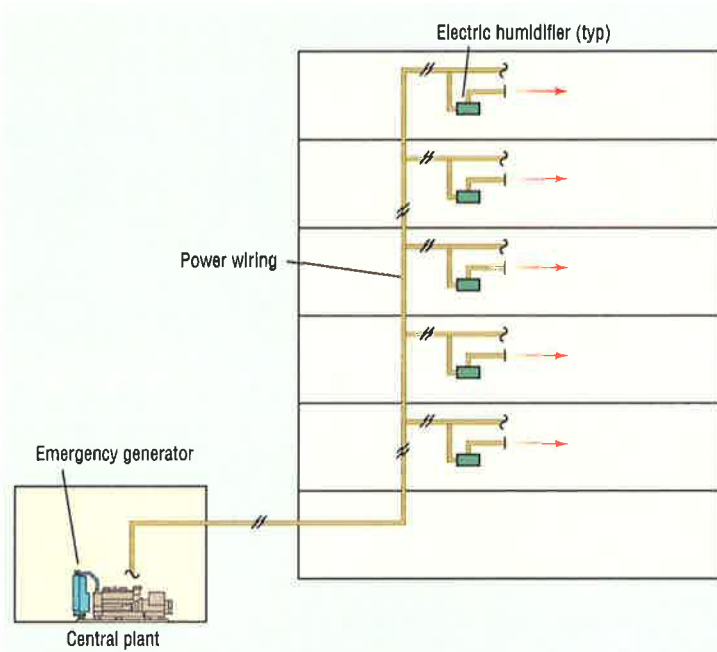 Electric humidifier (typ)
Power wiring
Emergency generator
Central plant